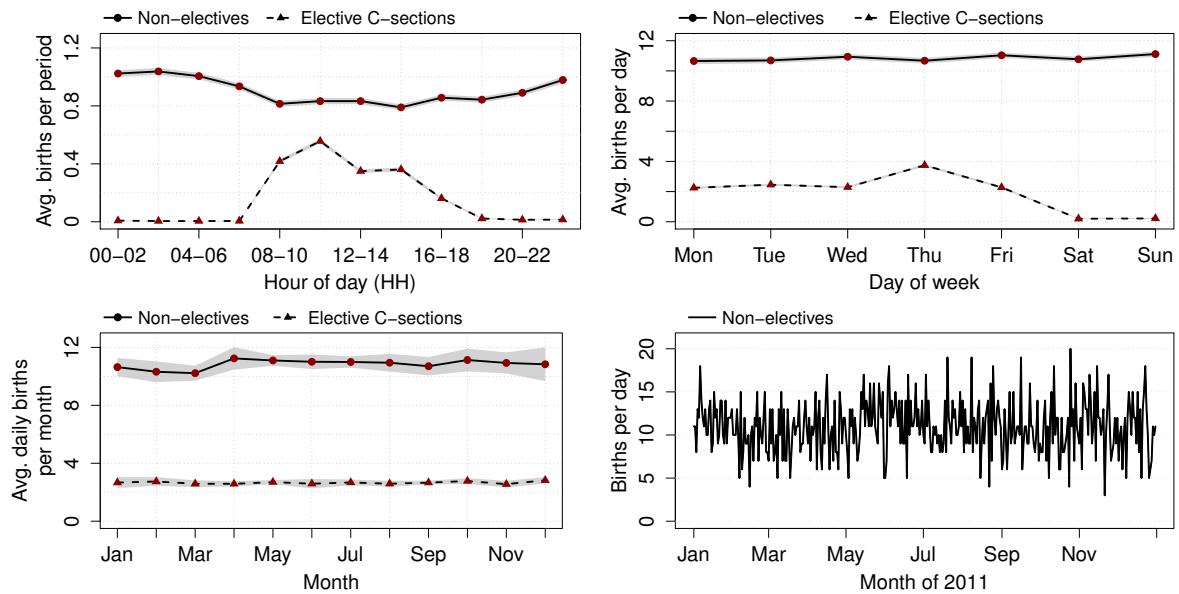 Non−electives
Elective C−sections
Avg. births per period
1.2
0.8
0.4
0
00−02
04−06
08−10
12−14
16−18
20−22
Hour of day (HH)
Non−electives
Elective C−sections
Avg. births per day
12
8
4
0
Mon
Tue
Wed
Thu
Fri
Sat
Sun
Day of week
Non−electives
Elective C−sections
Avg. daily births
per month
12
8
4
0
Jan
Mar
May
Jul
Sep
Nov
Month
Non−electives
Births per day
20
15
10
5
0
Jan
Mar
May
Jul
Sep
Nov
Month of 2011